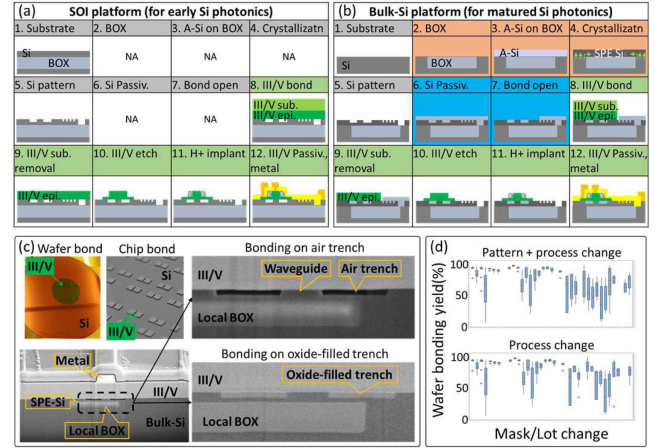 (a) SOI platform (for early Si photonics)
1. Substrate 2. BOX 3. A-Si on BOX 4. Crystallizatn
Si
BOX
NA NA NA
5. Si pattern 6. Si Passiv. 7. Bond open 8. III/V bond
NA NA
III/V sub.
III/V epi.
9. III/V sub. removal 10. III/V etch 11. H+ implant 12. III/V Passiv., metal
III/V epi.
(b) Bulk-Si platform (for matured Si photonics)
1. Substrate 2. BOX 3. A-Si on BOX 4. Crystallizatn
Si
BOX
A-Si
SPE Si
5. Si pattern 6. Si Passiv. 7. Bond open 8. III/V bond
III/V sub.
III/V epi.
9. III/V sub. removal 10. III/V etch 11. H+ implant 12. III/V Passiv., metal
III/V epi.
(c) Wafer bond
III/V
Si
Chip bond
Si
III/V
Bonding on air trench
III/V
Waveguide
Air trench
Local BOX
Metal
III/V
SPE-Si
Local BOX
Bulk-Si
Bonding on oxide-filled trench
III/V
Oxide-filled trench
Local BOX
(d)
Pattern + process change
100
50
0
Process change
100
50
0
Wafer bonding yield(%)
Mask/Lot change